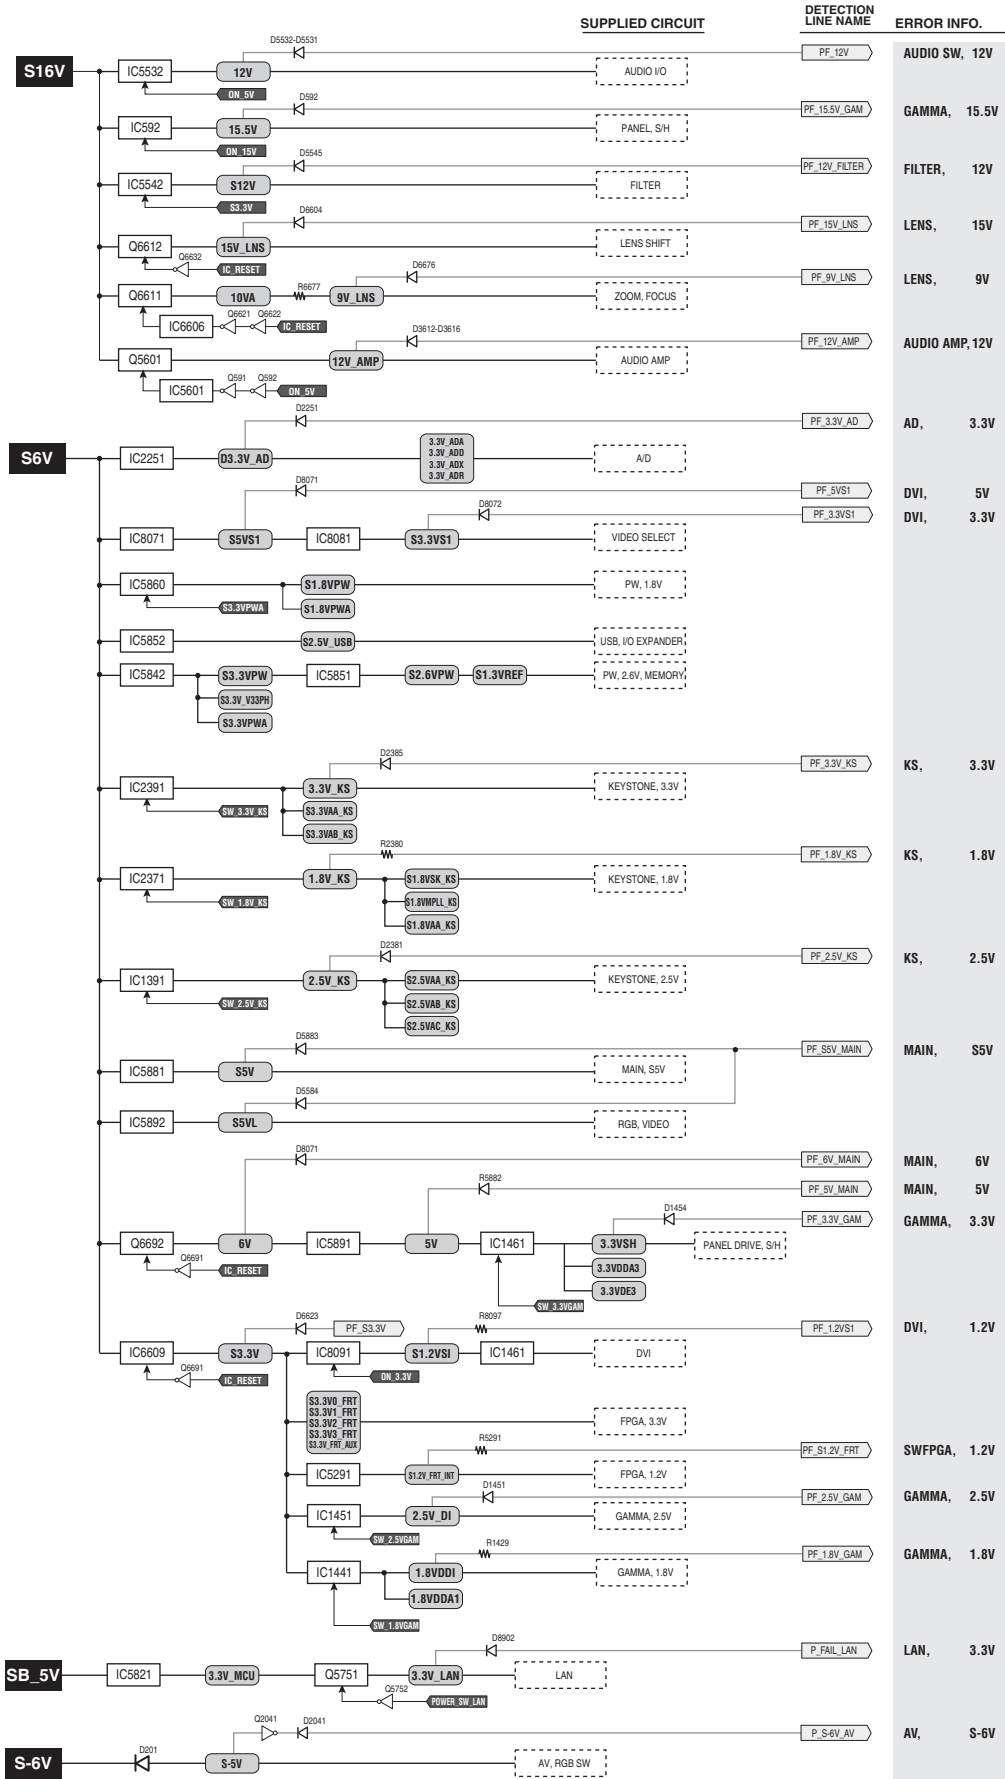 SUPPLIED CIRCUIT
DETECTION
LINE NAME
ERROR INFO.
D5532-D5531
PF_12V
AUDIO SW, 12V
S16V
IC5532
12V
AUDIO I/O
ON_5V
D592
PF_15.5V_GAM
GAMMA, 15.5V
IC592
15.5V
PANEL, S/H
ON_15V
D5545
PF_12V_FILTER
FILTER, 12V
IC5542
S12V
FILTER
S3.3V
D6604
PF_15V_LNS
LENS, 15V
Q6612
15V_LNS
LENS SHIFT
Q6632
IC_RESET
D6676
PF_9V_LNS
LENS, 9V
Q6611
10VA
R6677
9V_LNS
ZOOM, FOCUS
IC6606
Q6621
Q6622
IC_RESET
D3612-D3616
PF_12V_AMP
AUDIO AMP, 12V
Q5601
12V_AMP
AUDIO AMP
IC5601
Q591
Q592
ON_5V
D2251
PF_3.3V_AD
AD, 3.3V
S6V
IC2251
D3.3V_AD
3.3V_ADA
3.3V_ADD
3.3V_ADX
3.3V_ADR
A/D
D8071
PF_5VS1
DVI, 5V
D8072
PF_3.3VS1
DVI, 3.3V
IC8071
S5VS1
IC8081
S3.3VS1
VIDEO SELECT
IC5860
S1.8VPW
PW, 1.8V
S3.3VPWA
S1.8VPWA
IC5852
S2.5V_USB
USB, I/O EXPANDER
IC5842
S3.3VPW
IC5851
S2.6VPW
S1.3VREF
PW, 2.6V, MEMORY
S3.3V_V33PH
S3.3VPWA
D2385
PF_3.3V_KS
KS, 3.3V
IC2391
3.3V_KS
KEYSTONE, 3.3V
SW_3.3V_KS
S3.3VAA_KS
S3.3VAB_KS
R2380
PF_1.8V_KS
KS, 1.8V
IC2371
1.8V_KS
S1.8VSK_KS
KEYSTONE, 1.8V
SW_1.8V_KS
S1.8VMPLL_KS
S1.8VAA_KS
D2381
PF_2.5V_KS
KS, 2.5V
IC1391
2.5V_KS
S2.5VAA_KS
KEYSTONE, 2.5V
SW_2.5V_KS
S2.5VAB_KS
S2.5VAC_KS
D5883
PF_S5V_MAIN
MAIN, S5V
IC5881
S5V
MAIN, S5V
D5584
IC5892
S5VL
RGB, VIDEO
D8071
PF_6V_MAIN
MAIN, 6V
R5882
PF_5V_MAIN
MAIN, 5V
D1454
PF_3.3V_GAM
GAMMA, 3.3V
Q6692
6V
IC5891
5V
IC1461
3.3VSH
PANEL DRIVE, S/H
Q6691
IC_RESET
3.3VDDA3
3.3VDE3
SW_3.3VGAM
D6623
PF_S3.3V
R8097
PF_1.2VS1
DVI, 1.2V
IC6609
S3.3V
IC8091
S1.2VSI
IC1461
DVI
Q6691
IC_RESET
ON_3.3V
S3.3V0_FRT
S3.3V1_FRT
S3.3V2_FRT
S3.3V3_FRT
S3.3V_FRT_AUX
FPGA, 3.3V
R5291
PF_S1.2V_FRT
SWFPGA, 1.2V
IC5291
S1.2V_FRT_INT
FPGA, 1.2V
D1451
PF_2.5V_GAM
GAMMA, 2.5V
IC1451
2.5V_DI
GAMMA, 2.5V
SW_2.5VGAM
R1429
PF_1.8V_GAM
GAMMA, 1.8V
IC1441
1.8VDDI
GAMMA, 1.8V
1.8VDDA1
SW_1.8VGAM
D8902
P_FAIL_LAN
LAN, 3.3V
SB_5V
IC5821
3.3V_MCU
Q5751
3.3V_LAN
LAN
Q5752
POWER_SW_LAN
Q2041
D2041
P_S-6V_AV
AV, S-6V
S-6V
D201
S-5V
AV, RGB SW